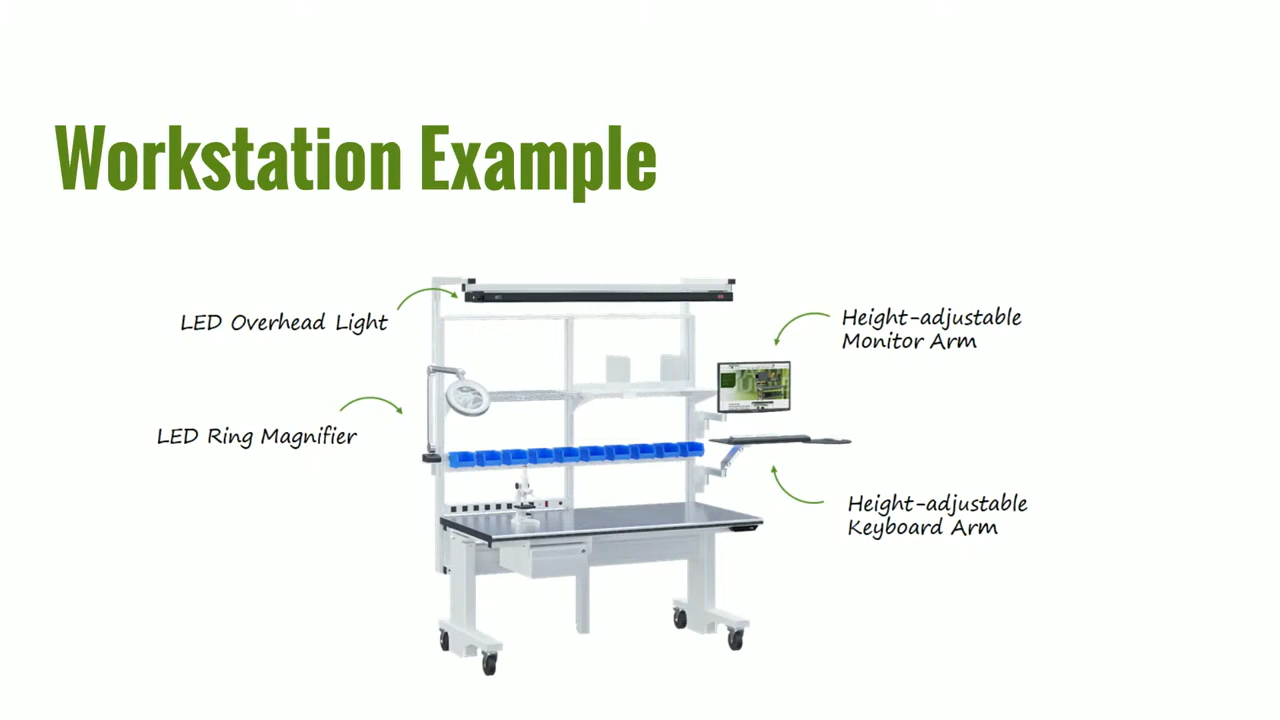 Workstation Example
LED Overhead Light
Height-adjustable
Monitor Arm
LED Ring Magnifier
Height-adjustable
Keyboard Arm